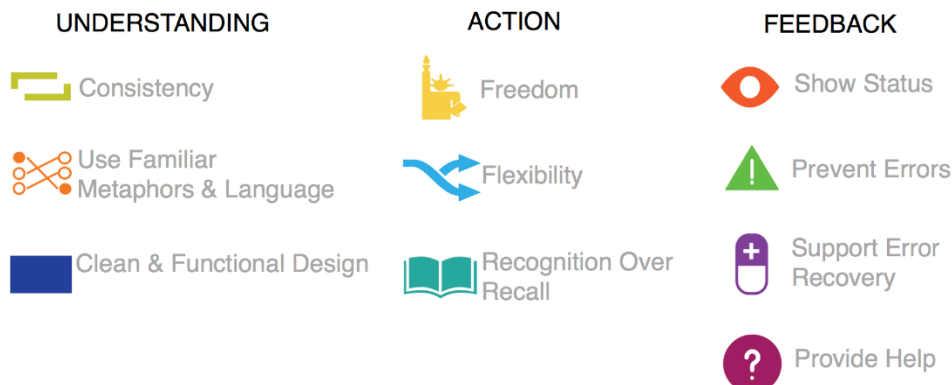 UNDERSTANDING
Consistency
Use Familiar
Metaphors & Language
Clean & Functional Design
ACTION
Freedom
Flexibility
Recognition Over
Recall
FEEDBACK
Show Status
Prevent Errors
Support Error
Recovery
Provide Help